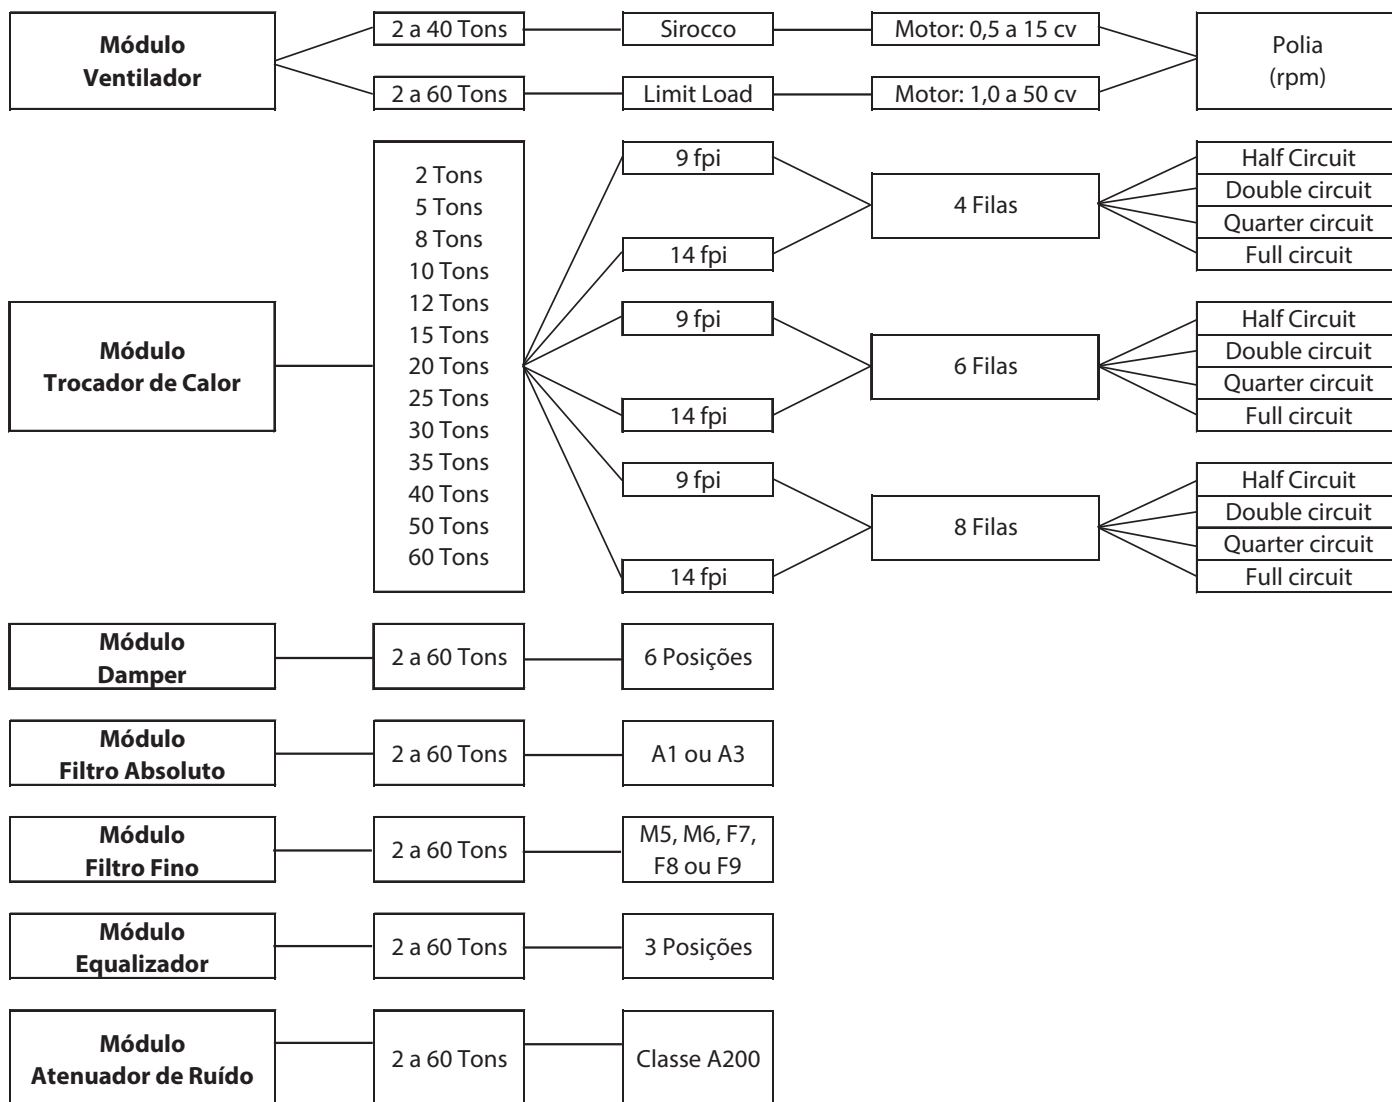 Módulo
Ventilador
2 a 40 Tons
Sirocco
Motor: 0,5 a 15 cv
2 a 60 Tons
Limit Load
Motor: 1,0 a 50 cv
Polia
(rpm)
Módulo
Trocador de Calor
2 Tons
5 Tons
8 Tons
10 Tons
12 Tons
15 Tons
20 Tons
25 Tons
30 Tons
35 Tons
40 Tons
50 Tons
60 Tons
9 fpi
14 fpi
4 Filas
Half Circuit
Double circuit
Quarter circuit
Full circuit
9 fpi
14 fpi
6 Filas
Half Circuit
Double circuit
Quarter circuit
Full circuit
9 fpi
14 fpi
8 Filas
Half Circuit
Double circuit
Quarter circuit
Full circuit
Módulo
Damper
2 a 60 Tons
6 Posições
Módulo
Filtro Absoluto
2 a 60 Tons
A1 ou A3
Módulo
Filtro Fino
2 a 60 Tons
M5, M6, F7,
F8 ou F9
Módulo
Equalizador
2 a 60 Tons
3 Posições
Módulo
Atenuador de Ruído
2 a 60 Tons
Classe A200